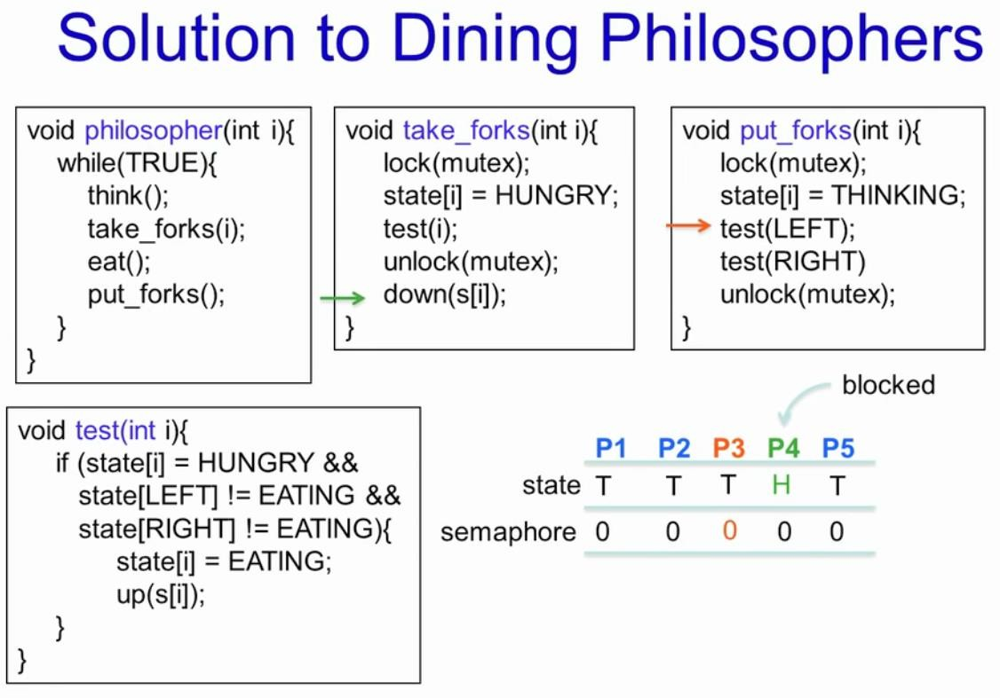 Solution to Dining Philosophers
void philosopher(int i){
while(TRUE){
think();
take_forks(i);
eat();
put_forks();
}
}
void take_forks(int i){
lock(mutex);
state[i] = HUNGRY;
test(i);
unlock(mutex);
down(s[i]);
}
void put_forks(int i){
lock(mutex);
state[i] = THINKING;
test(LEFT);
test(RIGHT)
unlock(mutex);
}
void test(int i){
if (state[i] = HUNGRY &&
state[LEFT] != EATING &&
state[RIGHT] != EATING){
state[i] = EATING;
up(s[i]);
}
}
blocked
P1 P2 P3 P4 P5
state T T T H T
semaphore 0 0 0 0 0